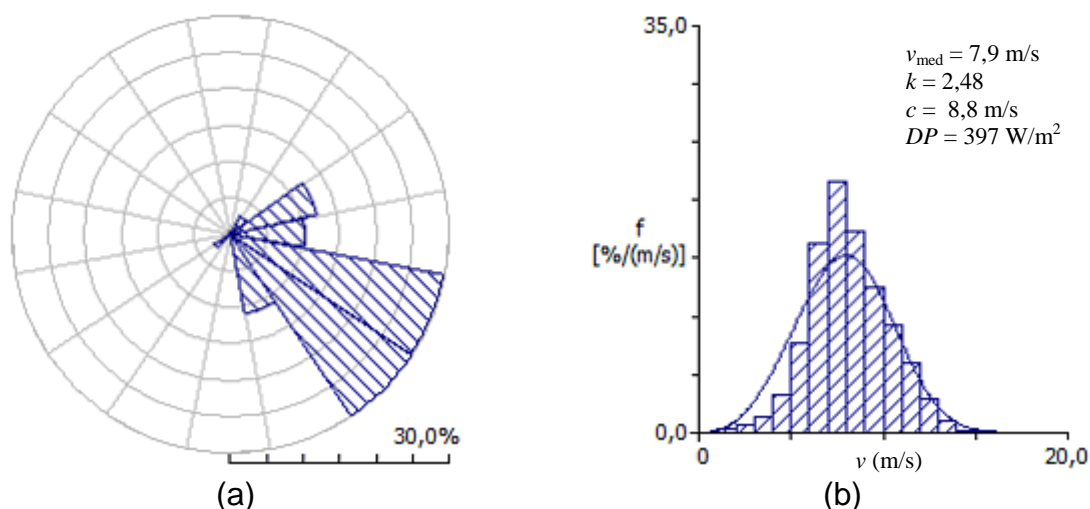 30,0%
(a)
35,0
v_med = 7,9 m/s
k = 2,48
c = 8,8 m/s
DP = 397 W/m²
f
[%/(m/s)]
0,0
0
v (m/s)
20,0
(b)